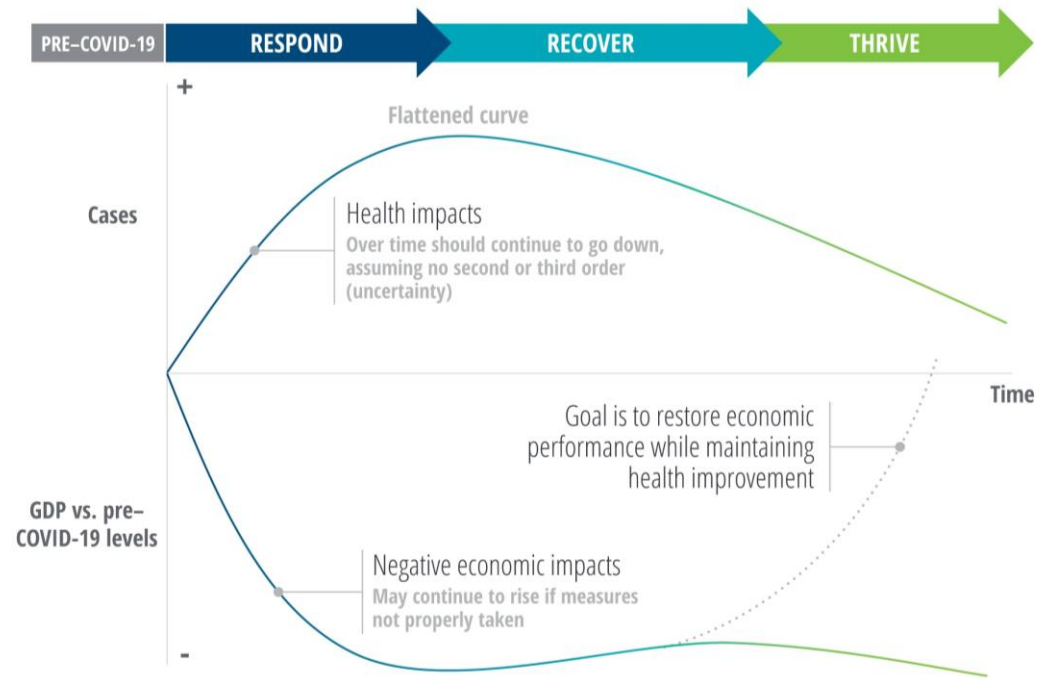 PRE–COVID-19
RESPOND
RECOVER
THRIVE
+
Flattened curve
Cases
Health impacts
Over time should continue to go down,
assuming no second or third order
(uncertainty)
Time
Goal is to restore economic
performance while maintaining
health improvement
GDP vs. pre–
COVID-19 levels
Negative economic impacts
May continue to rise if measures
not properly taken
-